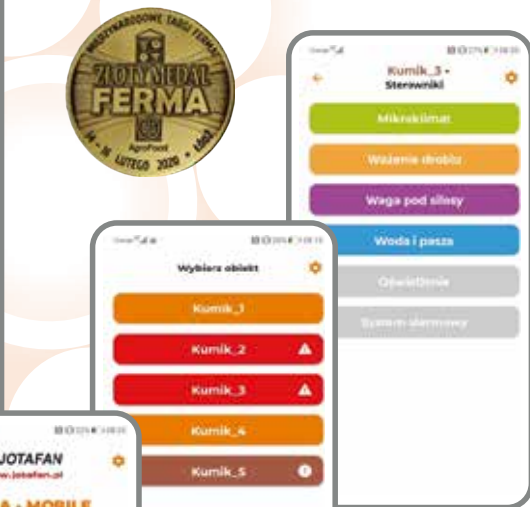 MIĘDZYNARODOWE TARGI FERMA
ZŁOTY MEDAL
FERMA
AgroFood
14 - 16 LUTEGO 2020 • ŁÓDŹ
Kurnik_3 -
Sterowniki
Mikroklimat
Ważenie drobiu
Waga pod silosy
Woda i pasza
Oświetlenie
System alarmowy
Wybierz obiekt
Kurnik_1
Kurnik_2
Kurnik_3
Kurnik_4
Kurnik_5
JOTAFAN
w.jotafan.pl
A - MOBILE